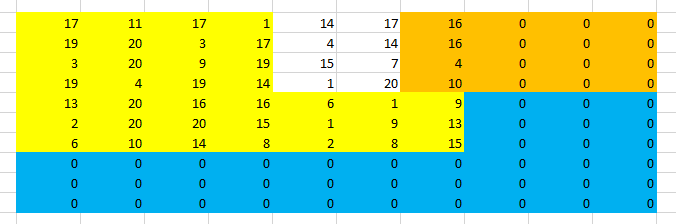 17 11 17 1 14 17 16 0 0 0
19 20 3 17 4 14 16 0 0 0
3 20 9 19 15 7 4 0 0 0
19 4 19 14 1 20 10 0 0 0
13 20 16 16 6 1 9 0 0 0
2 20 20 15 1 9 13 0 0 0
6 10 14 8 2 8 15 0 0 0
0 0 0 0 0 0 0 0 0 0
0 0 0 0 0 0 0 0 0 0
0 0 0 0 0 0 0 0 0 0